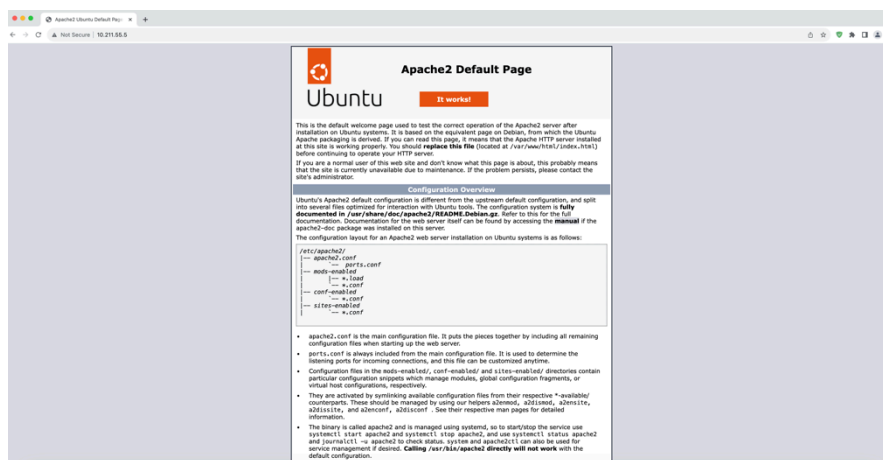 Apache2 Ubuntu Default Page
Not Secure | 10.211.55.5
Apache2 Default Page
Ubuntu
It works!
This is the default welcome page used to test the correct operation of the Apache2 server after
installation on Ubuntu systems. It is based on the equivalent page on Debian, from which the Ubuntu
Apache packaging is derived. If you can read this page, it means that the Apache HTTP server installed
at this site is working properly. You should replace this file (located at /var/www/html/index.html)
before continuing to operate your HTTP server.
If you are a normal user of this web site and don't know what this page is about, this probably means
that the site is currently unavailable due to maintenance. If the problem persists, please contact the
site's administrator.
Configuration Overview
Ubuntu's Apache2 default configuration is different from the upstream default configuration, and split
into several files optimized for interaction with Ubuntu tools. The configuration system is fully
documented in /usr/share/doc/apache2/README.Debian.gz. Refer to this for the full
documentation. Documentation for the web server itself can be found by accessing the manual if the
apache2-doc package was installed on this server.
The configuration layout for an Apache2 web server installation on Ubuntu systems is as follows:
/etc/apache2/
|-- apache2.conf
|       `--  ports.conf
|-- mods-enabled
|       |-- *.load
|       `-- *.conf
|-- conf-enabled
|       `-- *.conf
|-- sites-enabled
|       `-- *.conf
• apache2.conf is the main configuration file. It puts the pieces together by including all remaining
configuration files when starting up the web server.
• ports.conf is always included from the main configuration file. It is used to determine the
listening ports for incoming connections, and this file can be customized anytime.
• Configuration files in the mods-enabled/, conf-enabled/ and sites-enabled/ directories contain
particular configuration snippets which manage modules, global configuration fragments, or
virtual host configurations, respectively.
• They are activated by symlinking available configuration files from their respective *-available/
counterparts. These should be managed by using our helpers a2enmod, a2dismod, a2ensite,
a2dissite, and a2enconf, a2disconf . See their respective man pages for detailed
information.
• The binary is called apache2 and is managed using systemd, so to start/stop the service use
systemctl start apache2 and systemctl stop apache2, and use systemctl status apache2
and journalctl -u apache2 to check status. system and apache2ctl can also be used for
service management if desired. Calling /usr/bin/apache2 directly will not work with the
default configuration.